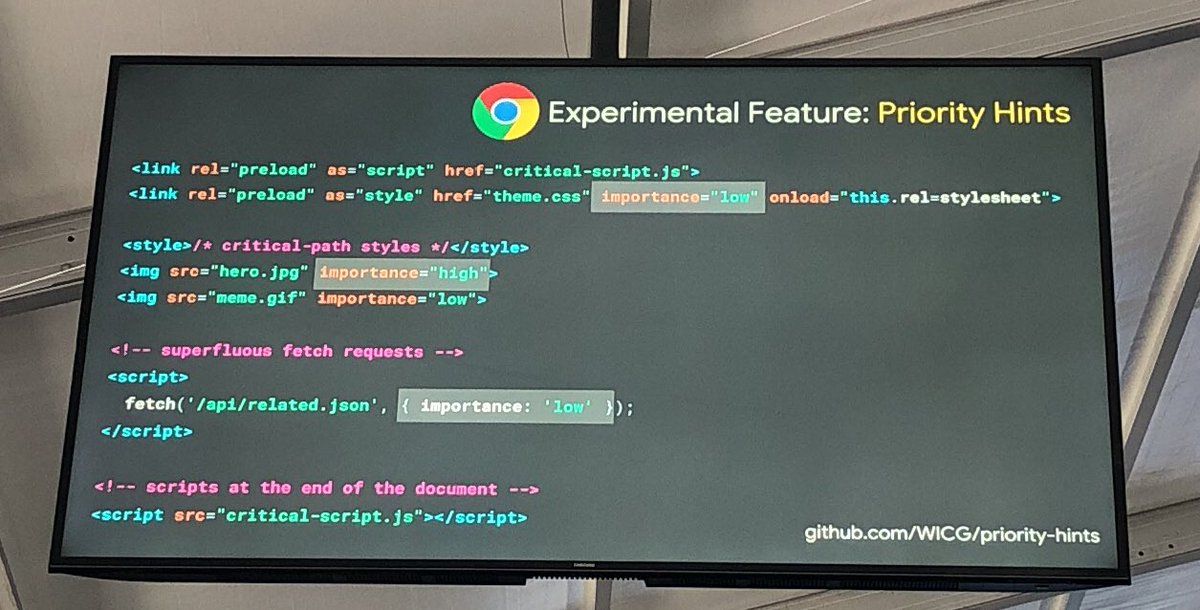 Experimental Feature: Priority Hints
<link rel="preload" as="script" href="critical-script.js">
<link rel="preload" as="style" href="theme.css" importance="low" onload="this.rel=stylesheet">
<style>/* critical-path styles */</style>
<img src="hero.jpg" importance="high">
<img src="meme.gif" importance="low">
<!-- superfluous fetch requests -->
<script>
fetch('/api/related.json', { importance: 'low' });
</script>
<!-- scripts at the end of the document -->
<script src="critical-script.js"></script>
github.com/WICG/priority-hints
SAMSUNG